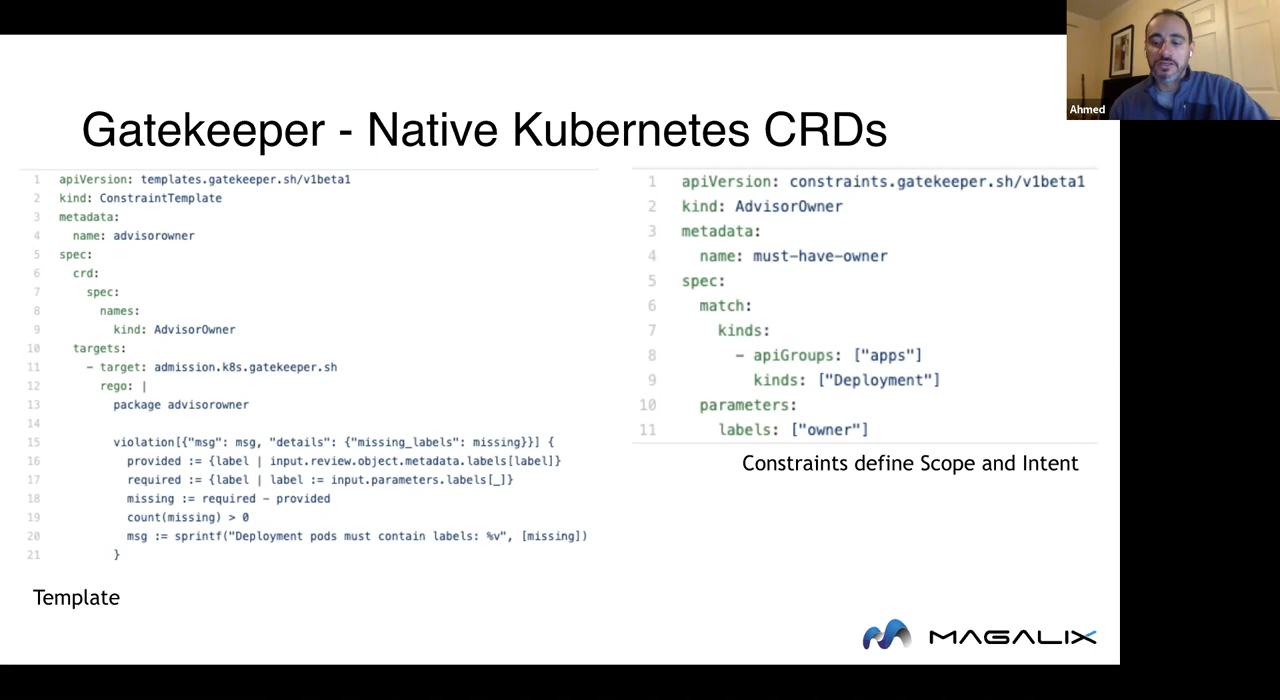 Ahmed
Gatekeeper - Native Kubernetes CRDs
1 apiVersion: templates.gatekeeper.sh/v1beta1
2 kind: ConstraintTemplate
3 metadata:
4   name: advisorowner
5 spec:
6   crd:
7     spec:
8       names:
9         kind: AdvisorOwner
10   targets:
11     - target: admission.k8s.gatekeeper.sh
12       rego: |
13         package advisorowner
14
15         violation[{"msg": msg, "details": {"missing_labels": missing}}] {
16           provided := {label | input.review.object.metadata.labels[label]}
17           required := {label | label := input.parameters.labels[_]}
18           missing := required - provided
19           count(missing) > 0
20           msg := sprintf("Deployment pods must contain labels: %v", [missing])
21         }
Template
1 apiVersion: constraints.gatekeeper.sh/v1beta1
2 kind: AdvisorOwner
3 metadata:
4   name: must-have-owner
5 spec:
6   match:
7     kinds:
8       - apiGroups: ["apps"]
9         kinds: ["Deployment"]
10   parameters:
11     labels: ["owner"]
Constraints define Scope and Intent
MAGALIX